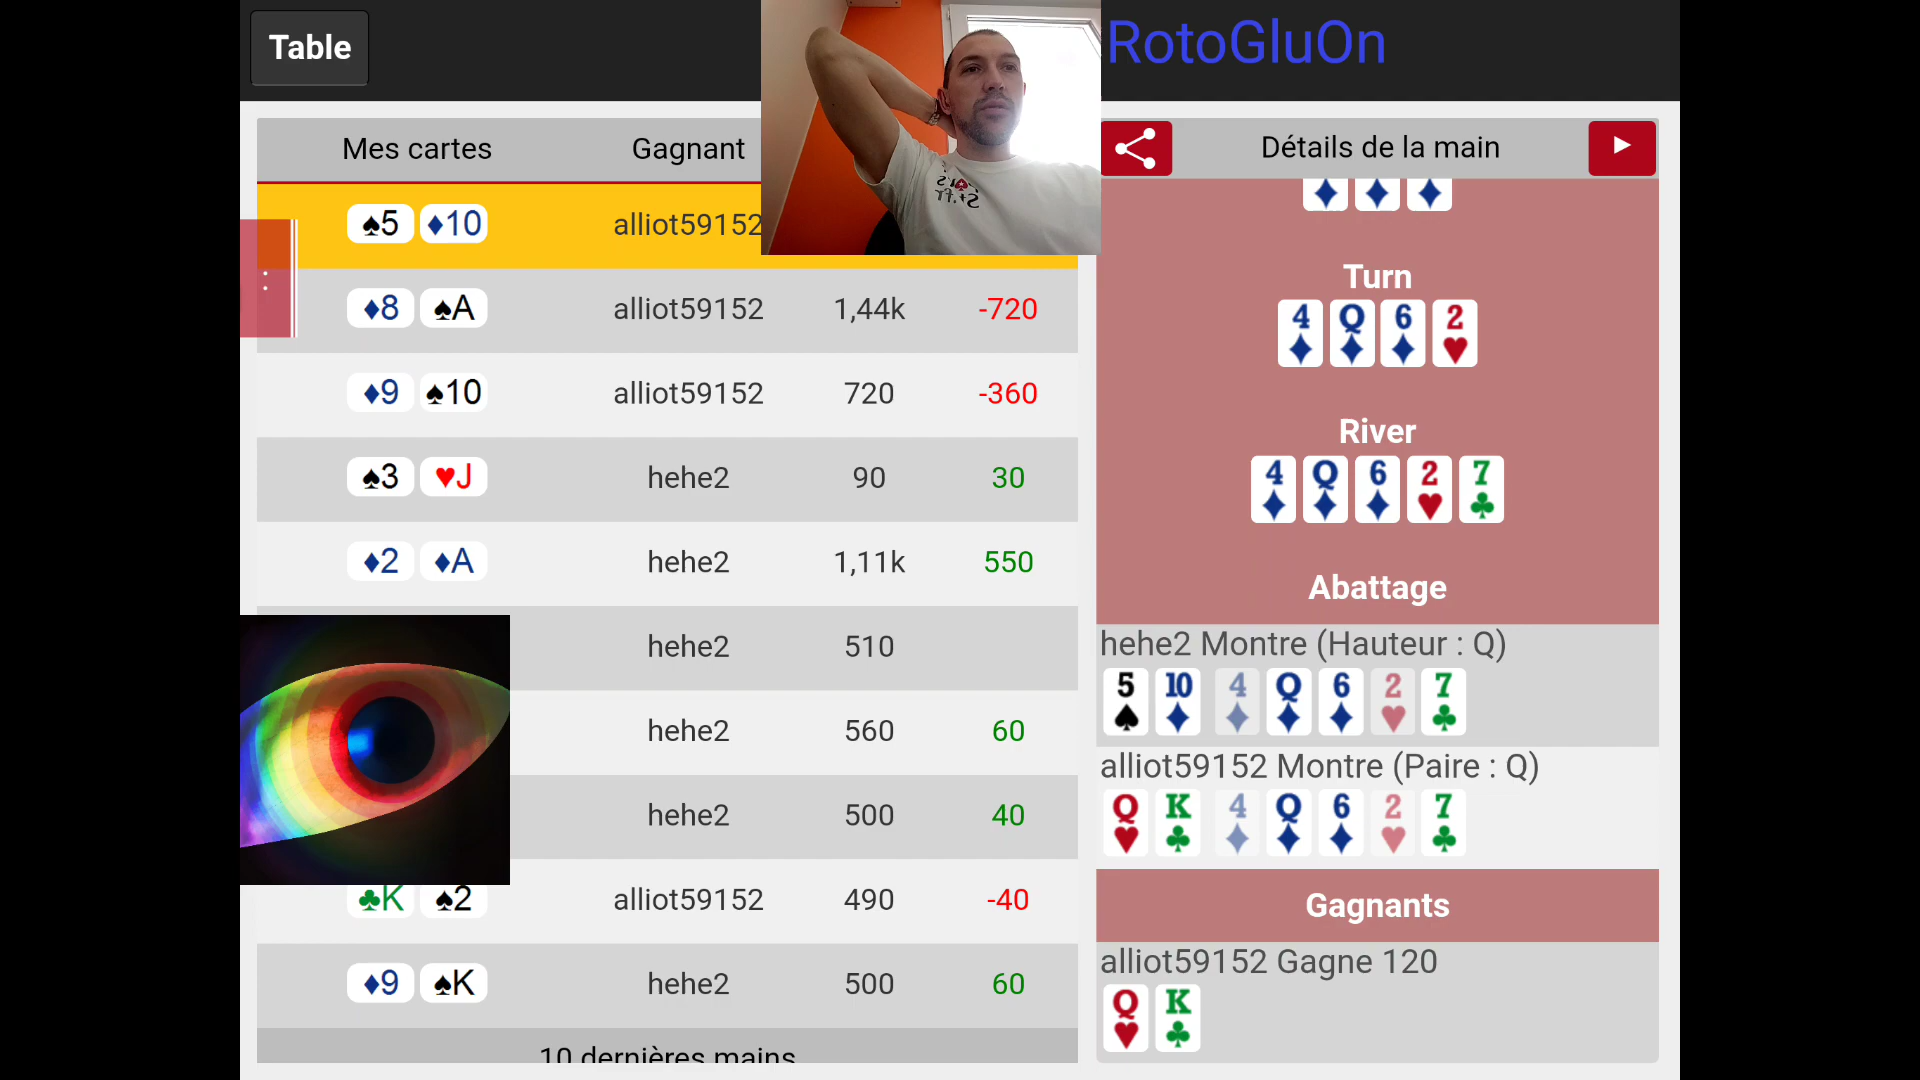 Table
RotoGluOn
Mes cartes Gagnant
♠5 ♦10 alliot59152
♦8 ♠A alliot59152 1,44k -720
♦9 ♠10 alliot59152 720 -360
♠3 ♥J hehe2 90 30
♦2 ♦A hehe2 1,11k 550
hehe2 510
hehe2 560 60
hehe2 500 40
♣K ♠2 alliot59152 490 -40
♦9 ♠K hehe2 500 60
10 dernières mains
Détails de la main
Turn
4♦ Q♦ 6♦ 2♥
River
4♦ Q♦ 6♦ 2♥ 7♣
Abattage
hehe2 Montre (Hauteur : Q)
5♠ 10♦ 4♦ Q♦ 6♦ 2♥ 7♣
alliot59152 Montre (Paire : Q)
Q♥ K♣ 4♦ Q♦ 6♦ 2♥ 7♣
Gagnants
alliot59152 Gagne 120
Q♥ K♣